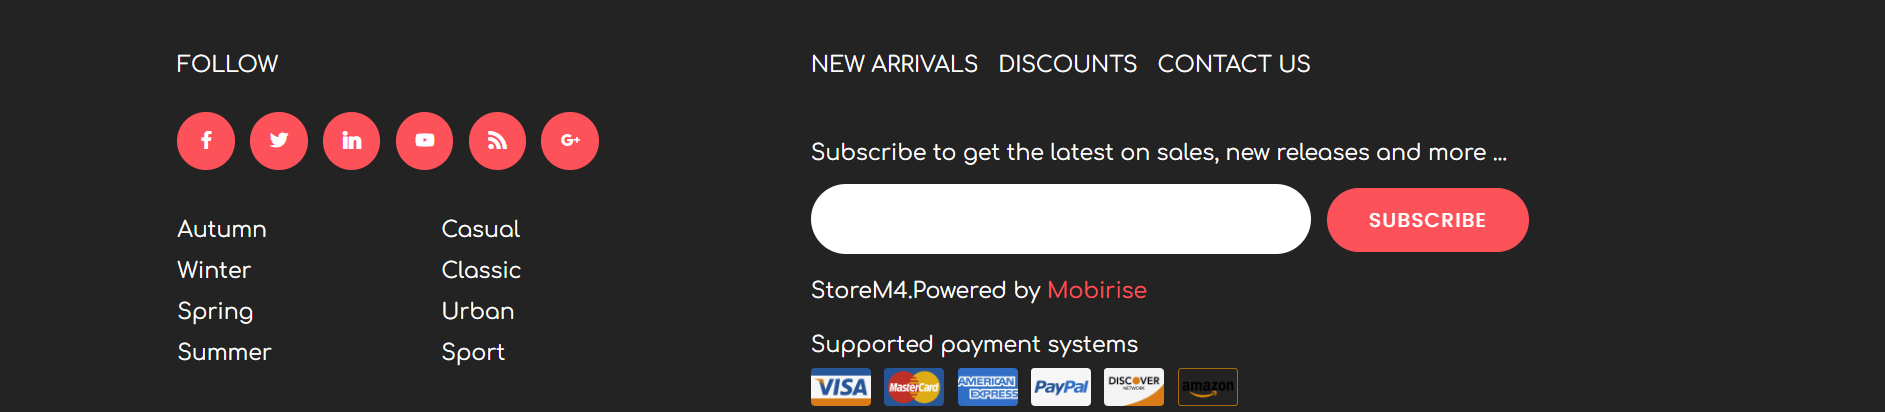 FOLLOW
Autumn
Winter
Spring
Summer
Casual
Classic
Urban
Sport
NEW ARRIVALS DISCOUNTS CONTACT US
Subscribe to get the latest on sales, new releases and more ...
SUBSCRIBE
StoreM4.Powered by Mobirise
Supported payment systems
VISA MasterCard AMERICAN EXPRESS PayPal DISCOVER NETWORK amazon